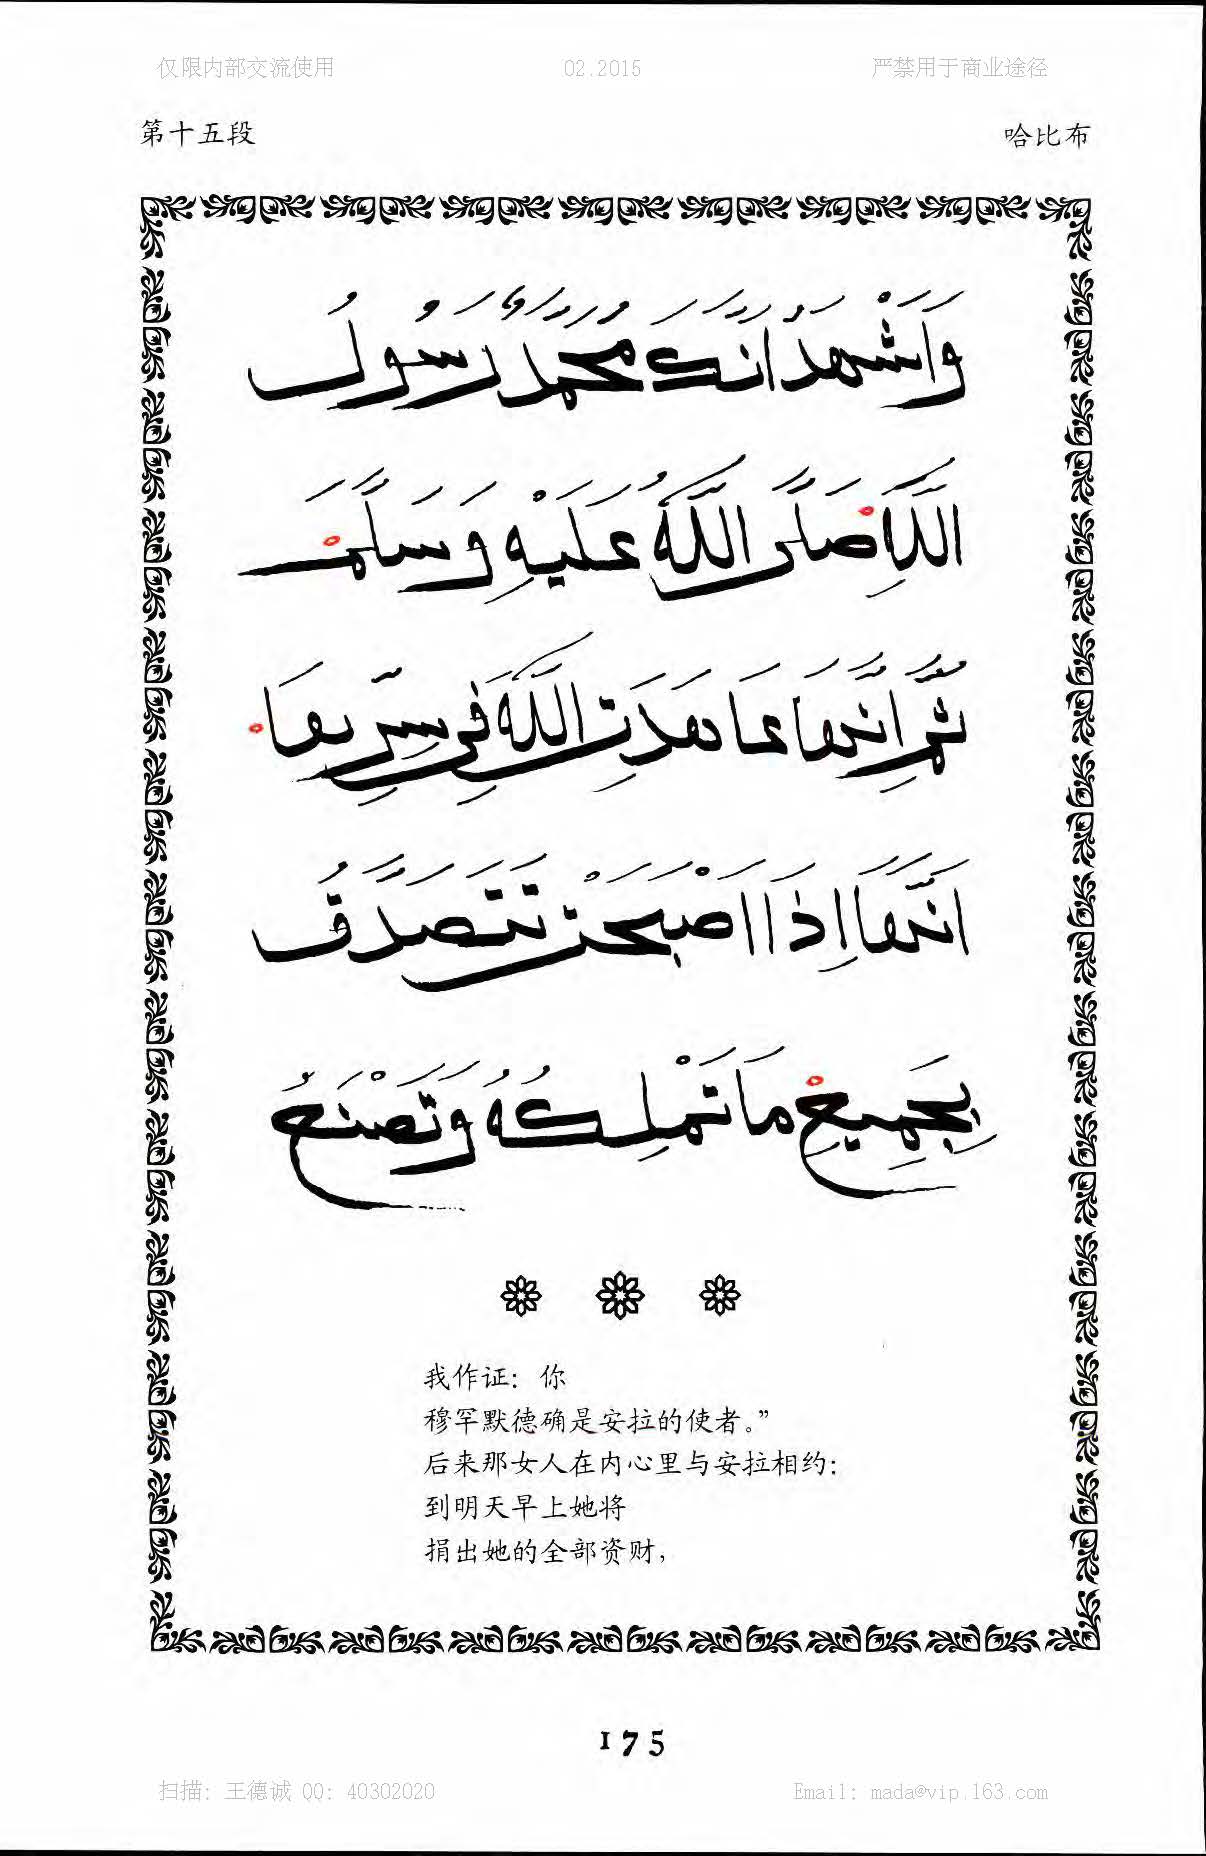 仅限内部交流使用 02.2015 严禁用于商业途径
第十五段 哈比布
وَاَشْهَدُ اَنَّكَ مُحَمَّدٌ رَسُولُ
اللَّهِ صَلَّى اللَّهُ عَلَيْهِ وَسَلَّمَ
ثُمَّ اِنَّهَا عَاهَدَتِ اللَّهَ فِى سِرِّهَا
اَنَّهَا اِذَا اَصْبَحَتْ تَتَصَدَّقُ
بِجَمِيعِ مَا تَمْلِكُهُ وَتَصْنَعُ
我作证：你
穆罕默德确是安拉的使者。”
后来那女人在内心里与安拉相约：
到明天早上她将
捐出她的全部资财，
175
扫描：王德诚 QQ：40302020 Email：mada@vip.163.com